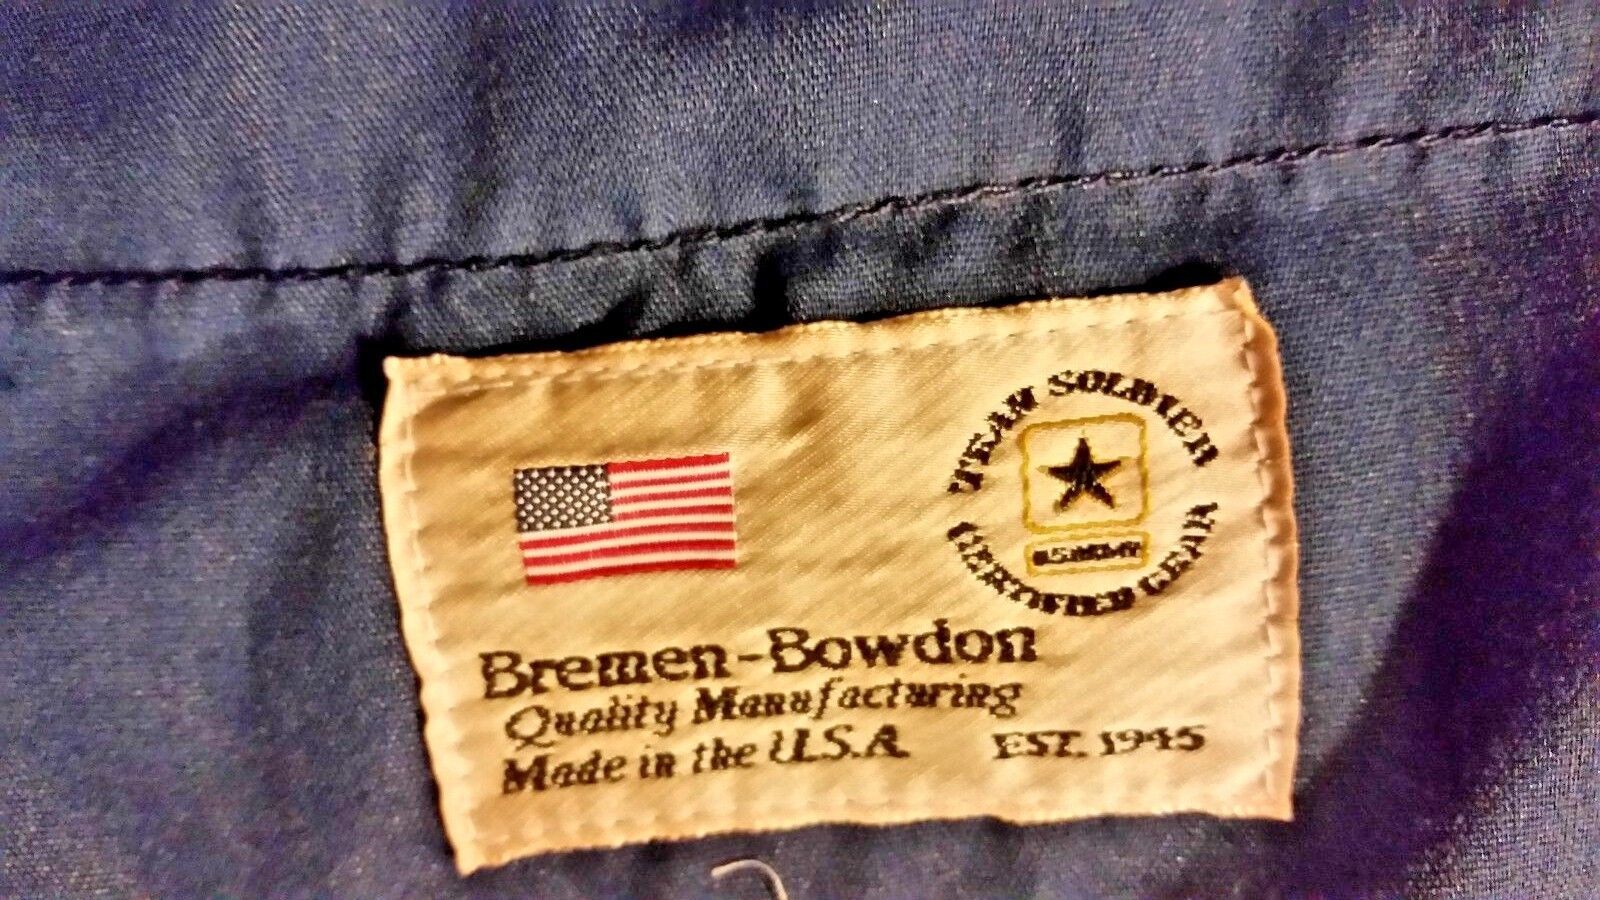 TEAM SOLDIER
CERTIFIED GEAR
U.S.ARMY
Bremen-Bowdon
Quality Manufacturing
Made in the U.S.A.
EST. 1945